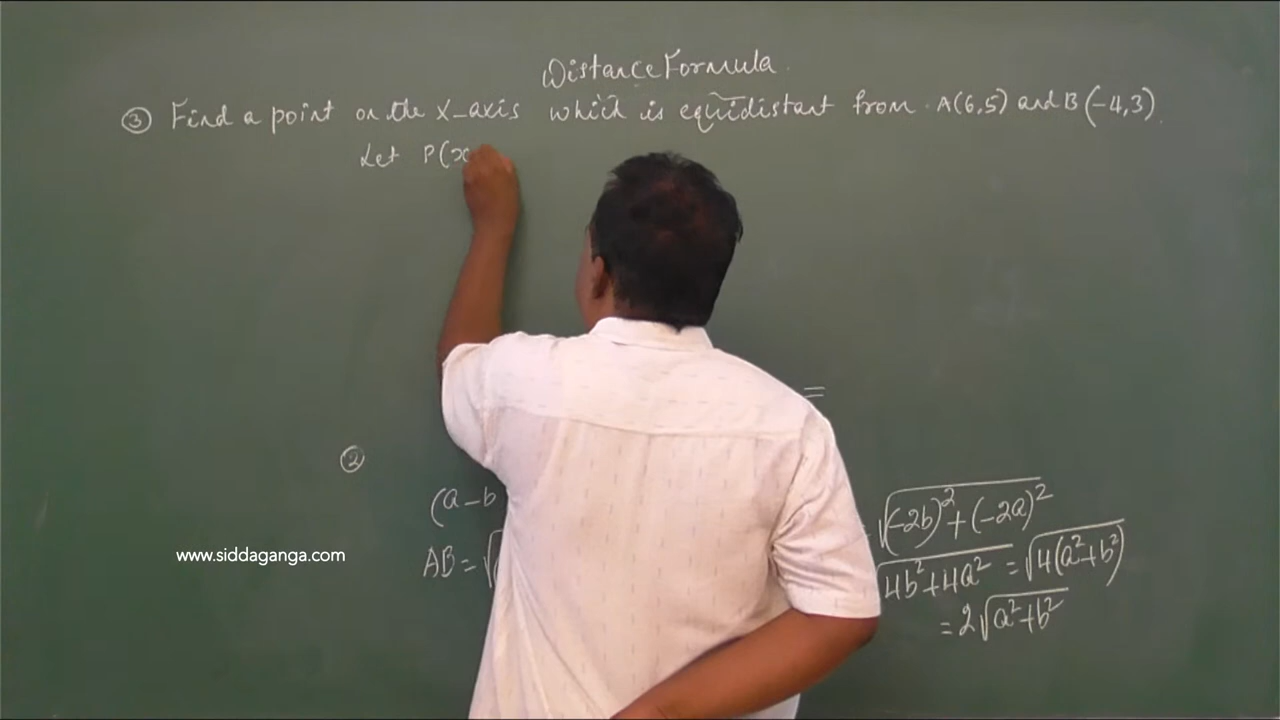 Distance Formula.
③ Find a point on the X-axis which is equidistant from A(6,5) and B(-4,3).
Let P(x
=
②
(a-b
√(-2b)²+(-2a)²
AB=√(
√4b²+4a² = √4(a²+b²)
www.siddaganga.com
= 2√a²+b²